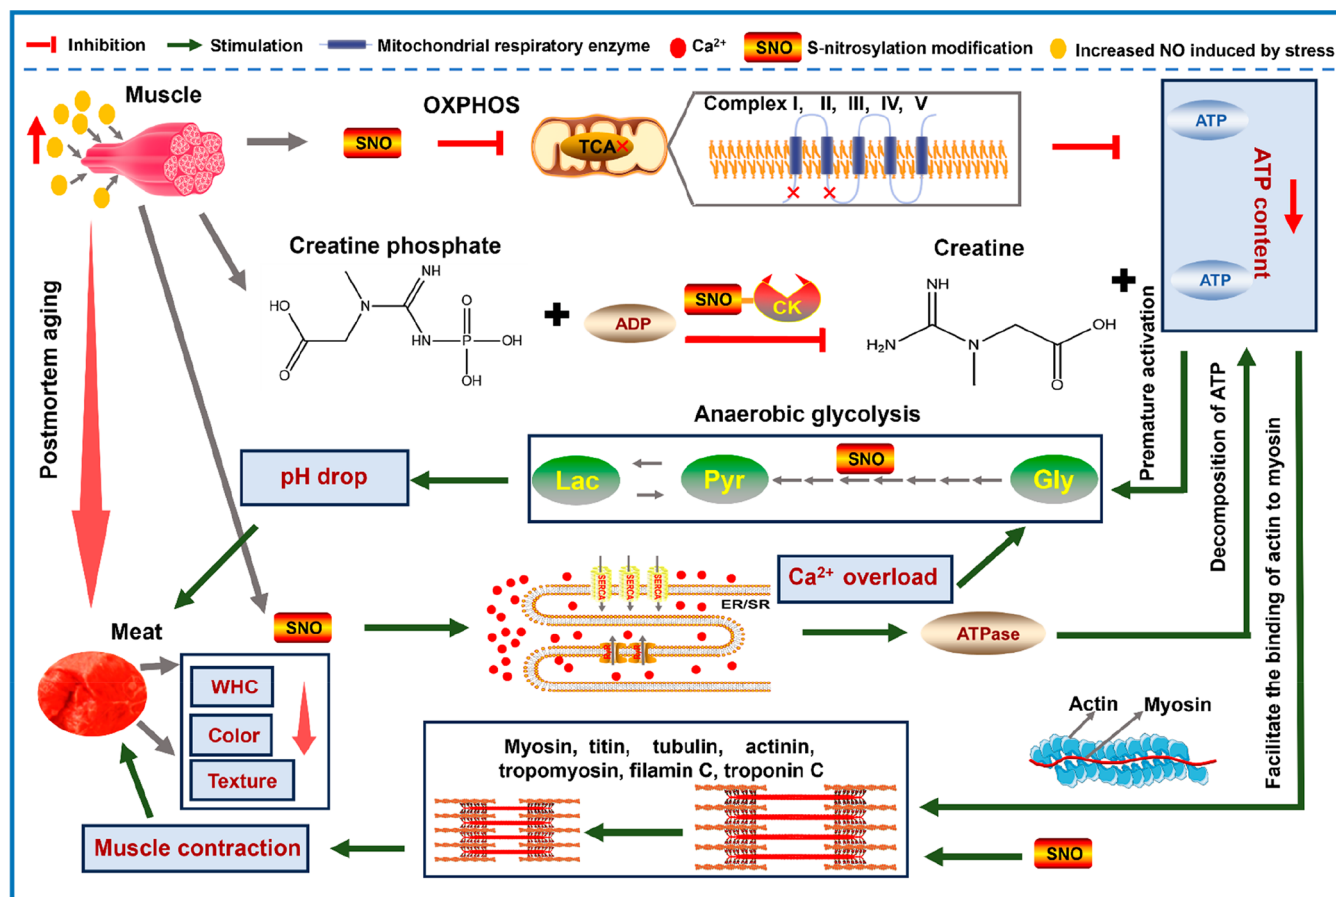 Inhibition
Stimulation
Mitochondrial respiratory enzyme
Ca²⁺
SNO
S-nitrosylation modification
Increased NO induced by stress
Muscle
OXPHOS
SNO
TCA
Complex I, II, III, IV, V
ATP
ATP content
ATP
Postmortem aging
Creatine phosphate
NH
HO
O
N
HN
O
P
OH
OH
+
ADP
SNO
CK
Creatine
NH
H₂N
N
O
OH
+
Premature activation
Decomposition of ATP
Facilitate the binding of actin to myosin
Anaerobic glycolysis
pH drop
Lac
Pyr
SNO
Gly
SERCA
SERCA
SERCA
ER/SR
Ca²⁺ overload
ATPase
Meat
SNO
WHC
Color
Texture
Actin
Myosin
Myosin, titin, tubulin, actinin,
tropomyosin, filamin C, troponin C
Muscle contraction
SNO